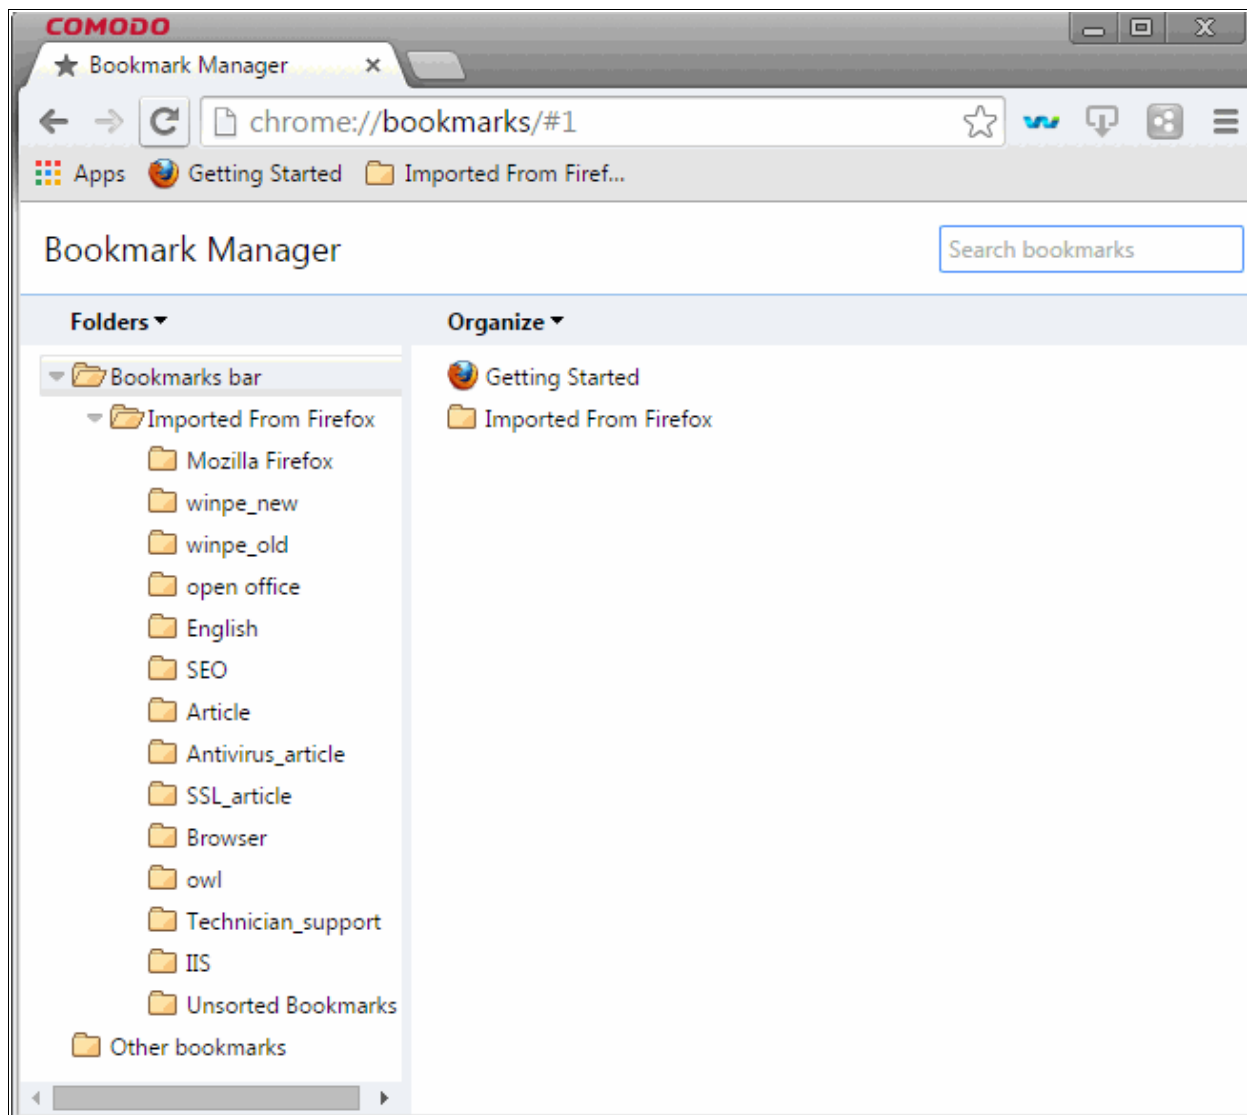 COMODO
Bookmark Manager
chrome://bookmarks/#1
Apps Getting Started Imported From Firef...
Bookmark Manager Search bookmarks
Folders Organize
Bookmarks bar Getting Started
Imported From Firefox Imported From Firefox
Mozilla Firefox
winpe_new
winpe_old
open office
English
SEO
Article
Antivirus_article
SSL_article
Browser
owl
Technician_support
IIS
Unsorted Bookmarks
Other bookmarks